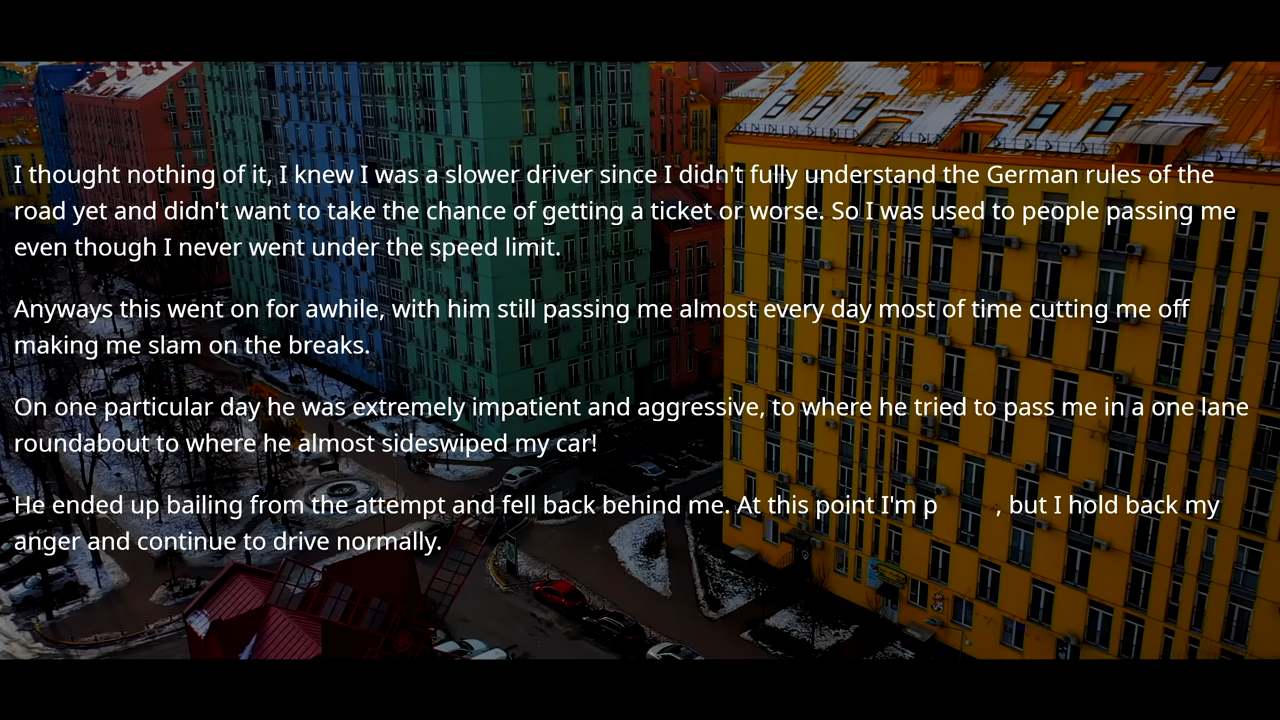 I thought nothing of it, I knew I was a slower driver since I didn't fully understand the German rules of the
road yet and didn't want to take the chance of getting a ticket or worse. So I was used to people passing me
even though I never went under the speed limit.
Anyways this went on for awhile, with him still passing me almost every day most of time cutting me off
making me slam on the breaks.
On one particular day he was extremely impatient and aggressive, to where he tried to pass me in a one lane
roundabout to where he almost sideswiped my car!
He ended up bailing from the attempt and fell back behind me. At this point I'm p , but I hold back my
anger and continue to drive normally.